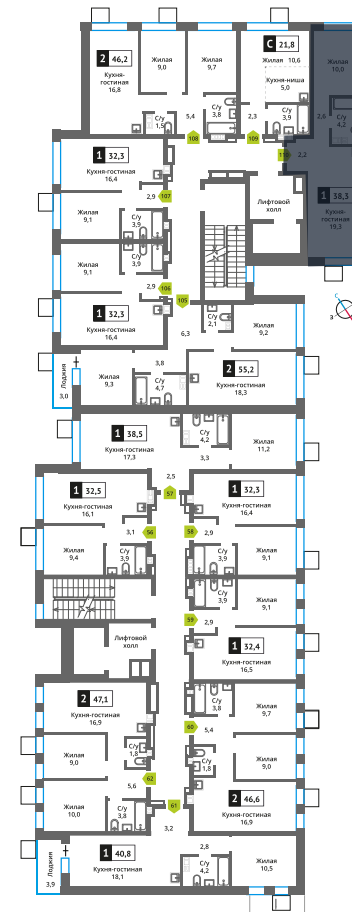 2 46,2
Кухня-
гостиная
16,8
Жилая
9,0
Жилая
9,7
С 21,8
Жилая 10,6
Кухня-ниша
5,0
Жилая
10,0
С/у
1,5
5,4
С/у
3,8
2,3
С/у
3,9
2,6
С/у
4,2
108
109
110
2,2
1 32,3
Кухня-гостиная
16,4
2,9
107
Жилая
9,1
С/у
3,9
Лифтовой
холл
1 38,3
Кухня-
гостиная
19,3
Жилая
9,1
С/у
3,9
2,9
106
105
1 32,3
Кухня-гостиная
16,4
С/у
2,1
Жилая
9,2
6,3
С
З
Лоджия
3,0
Жилая
9,3
3,8
С/у
4,7
2 55,2
Кухня-гостиная
18,3
1 38,5
Кухня-гостиная
17,3
С/у
4,2
Жилая
11,2
3,3
2,5
57
1 32,5
Кухня-гостиная
16,1
1 32,3
Кухня-гостиная
16,4
3,1
56
58
2,9
Жилая
9,4
С/у
3,9
С/у
3,9
Жилая
9,1
С/у
3,9
Жилая
9,1
59
2,9
Лифтовой
холл
1 32,4
Кухня-гостиная
16,5
2 47,1
Кухня-гостиная
16,9
С/у
3,8
Жилая
9,7
60
5,4
Жилая
9,0
С/у
1,8
С/у
1,8
Жилая
9,0
62
5,6
Жилая
10,0
С/у
3,8
61
2 46,6
Кухня-гостиная
16,9
3,2
Лоджия
3,9
1 40,8
Кухня-гостиная
18,1
2,8
С/у
4,2
Жилая
10,5